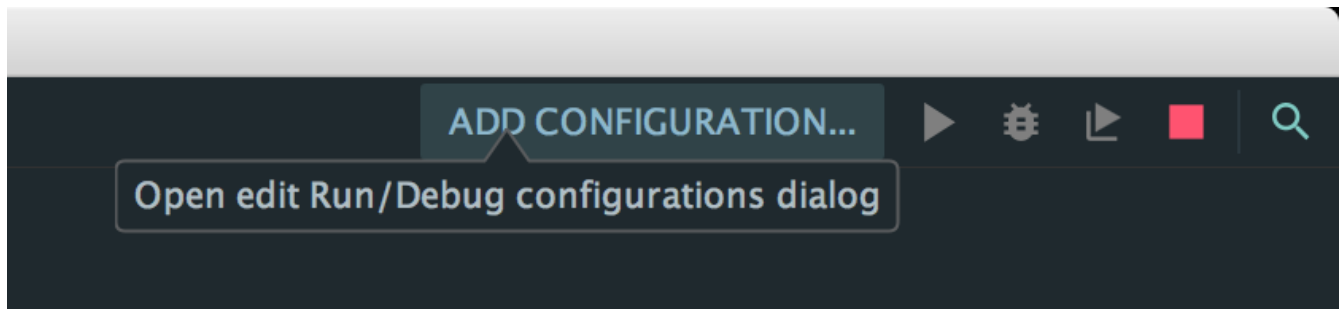 ADD CONFIGURATION...
Open edit Run/Debug configurations dialog